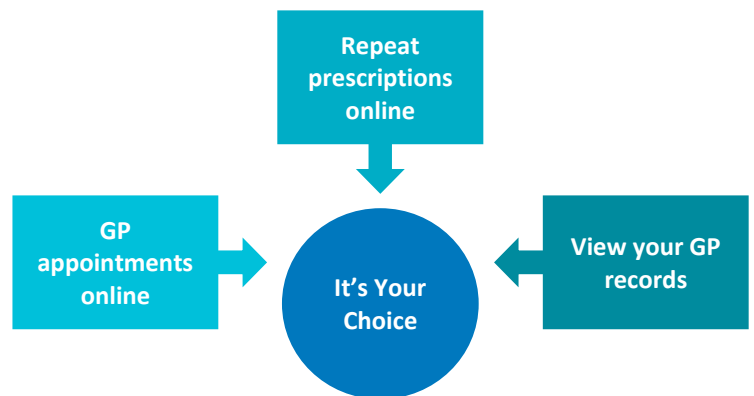 Repeat
prescriptions
online
GP
appointments
online
It’s Your
Choice
View your GP
records